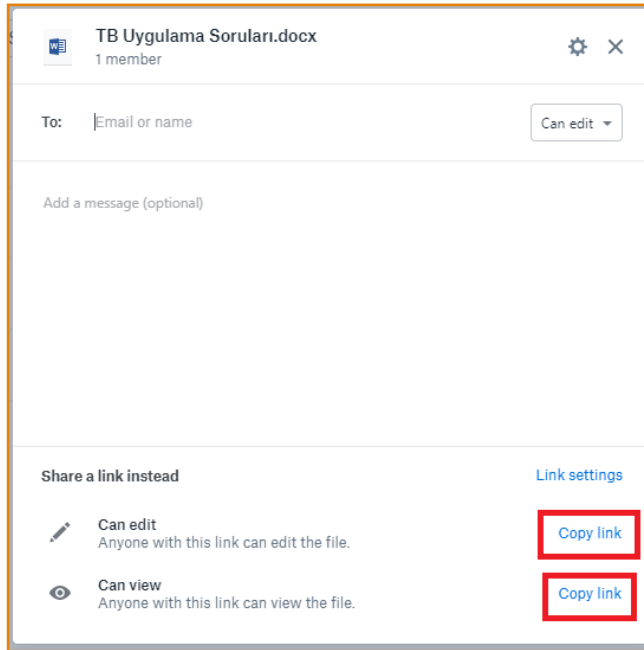 TB Uygulama Soruları.docx
1 member
To: Email or name Can edit
Add a message (optional)
Share a link instead Link settings
Can edit Copy link
Anyone with this link can edit the file.
Can view Copy link
Anyone with this link can view the file.